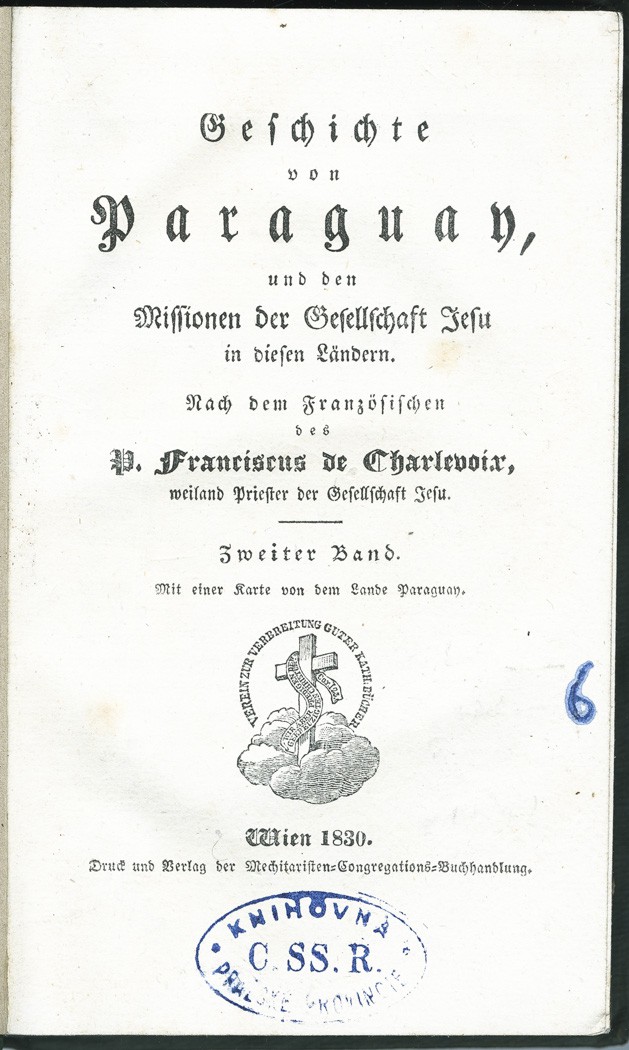 Geschichte
von
Paraguay,
und den
Missionen der Gesellschaft Jesu
in diesen Ländern.
Nach dem Französischen
des
P. Franciscus de Charlevoix,
weiland Priester der Gesellschaft Jesu.
Zweiter Band.
Mit einer Karte von dem Lande Paraguay.
VEREIN ZUR VERBREITUNG GUTER KATH. BÜCHER
6
Wien 1830.
Druck und Verlag der Mechitaristen-Congregations-Buchhandlung.
KNIHOVNA
C. SS. R.
PRAŽSKÉ PROVINCIE